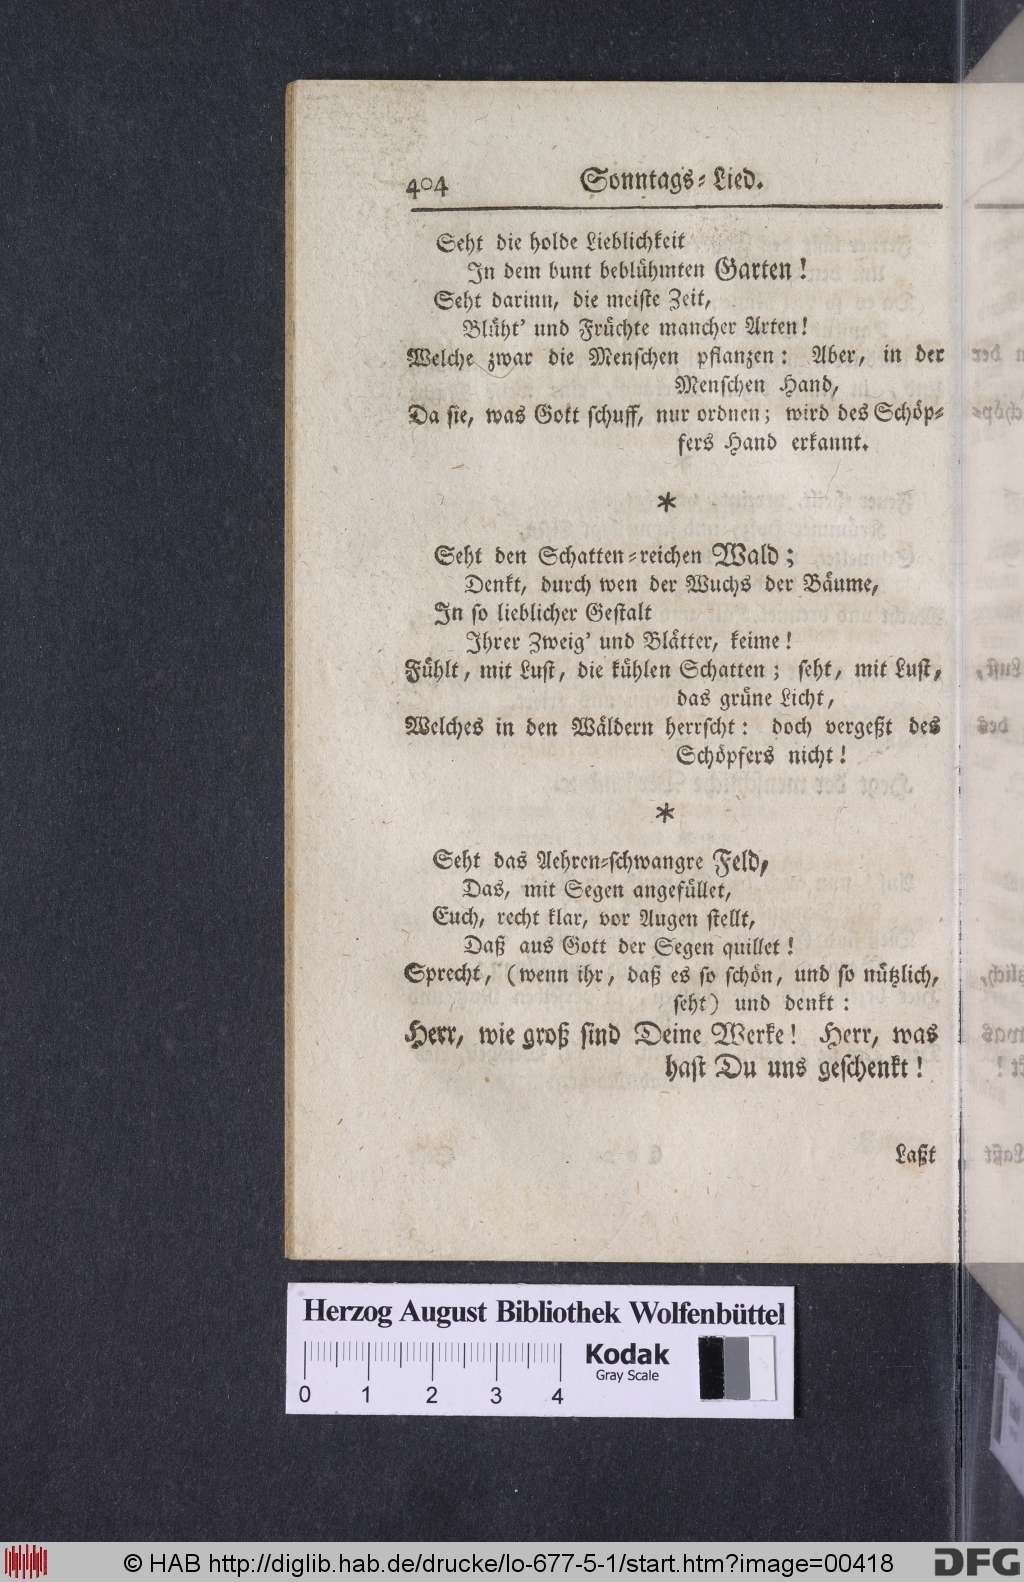 404 Sonntags-Lied.
Seht die holde Lieblichkeit
In dem bunt beblühmten Garten!
Seht darinn, die meiste Zeit,
Blüht' und Früchte mancher Arten!
Welche zwar die Menschen pflanzen: Aber, in der
Menschen Hand,
Da sie, was Gott schuff, nur ordnen; wird des Schöp-
fers Hand erkannt.
*
Seht den Schatten-reichen Wald;
Denkt, durch wen der Wuchs der Bäume,
In so lieblicher Gestalt
Ihrer Zweig' und Blätter, keime!
Fühlt, mit Lust, die kühlen Schatten; seht, mit Lust,
das grüne Licht,
Welches in den Wäldern herrscht: doch vergeßt des
Schöpfers nicht!
*
Seht das Aehren-schwangre Feld,
Das, mit Segen angefüllet,
Euch, recht klar, vor Augen stellt,
Daß aus Gott der Segen quillet!
Sprecht, (wenn ihr, daß es so schön, und so nützlich,
seht) und denkt:
Herr, wie groß sind Deine Werke! Herr, was
hast Du uns geschenkt!
Laßt
Herzog August Bibliothek Wolfenbüttel
0 1 2 3 4
Kodak
Gray Scale
© HAB http://diglib.hab.de/drucke/lo-677-5-1/start.htm?image=00418
DFG